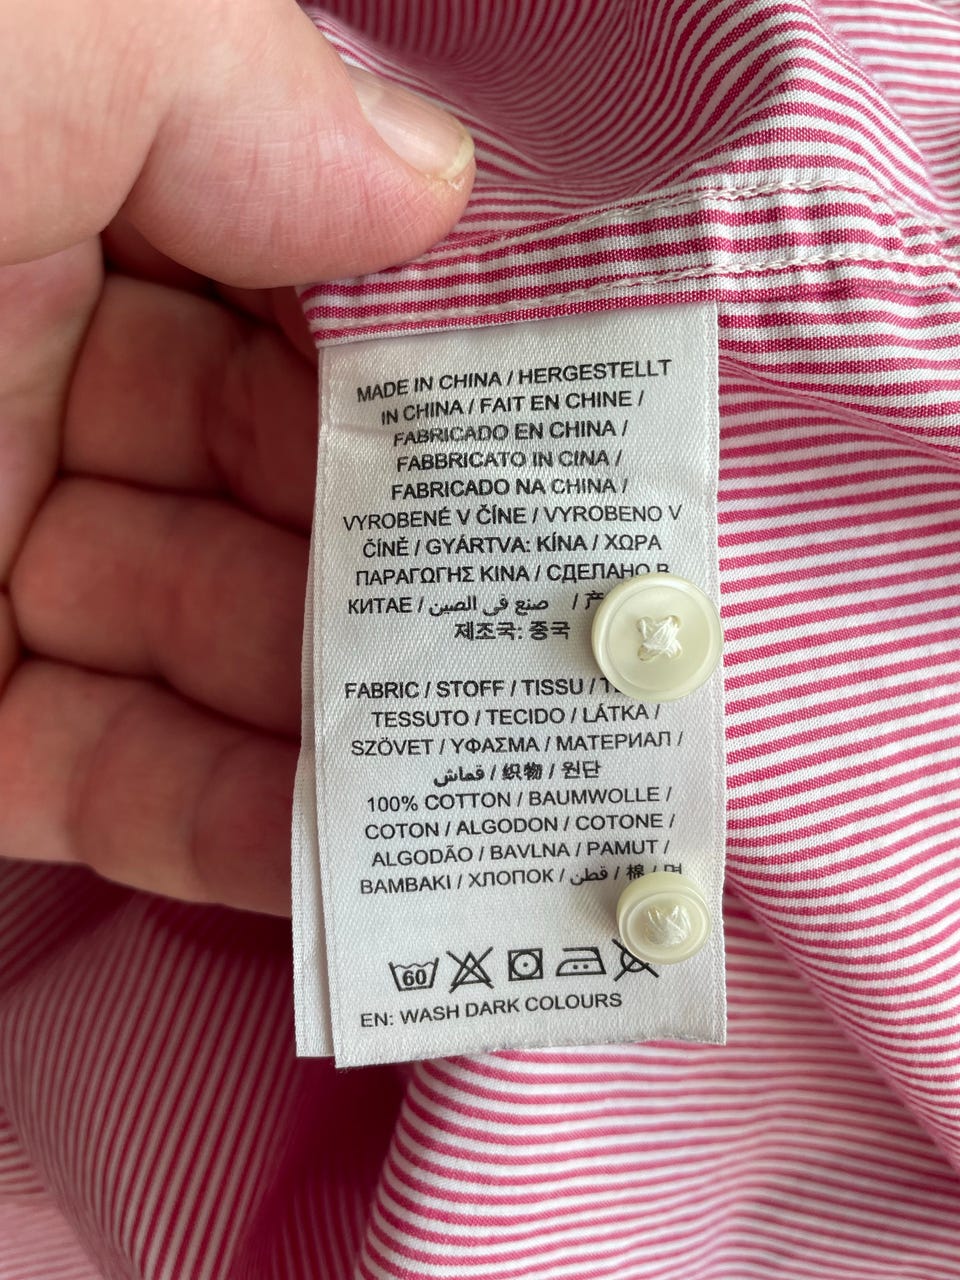 MADE IN CHINA / HERGESTELLT
IN CHINA / FAIT EN CHINE /
FABRICADO EN CHINA /
FABBRICATO IN CINA /
FABRICADO NA CHINA /
VYROBENÉ V ČÍNE / VYROBENO V
ČÍNĚ / GYÁRTVA: KÍNA / ΧΩΡΑ
ΠΑΡΑΓΩΓΗΣ ΚΙΝΑ / СДЕЛАНО В
КИТАЕ / صنع في الصين /
제조국: 중국
FABRIC / STOFF / TISSU /
TESSUTO / TECIDO / LÁTKA /
SZÖVET / ΥΦΑΣΜΑ / МАТЕРИАЛ /
قماش / 织物 / 원단
100% COTTON / BAUMWOLLE /
COTON / ALGODON / COTONE /
ALGODÃO / BAVLNA / PAMUT /
BAMBAKI / ХЛОПОК / قطن / 棉 /
60
EN: WASH DARK COLOURS